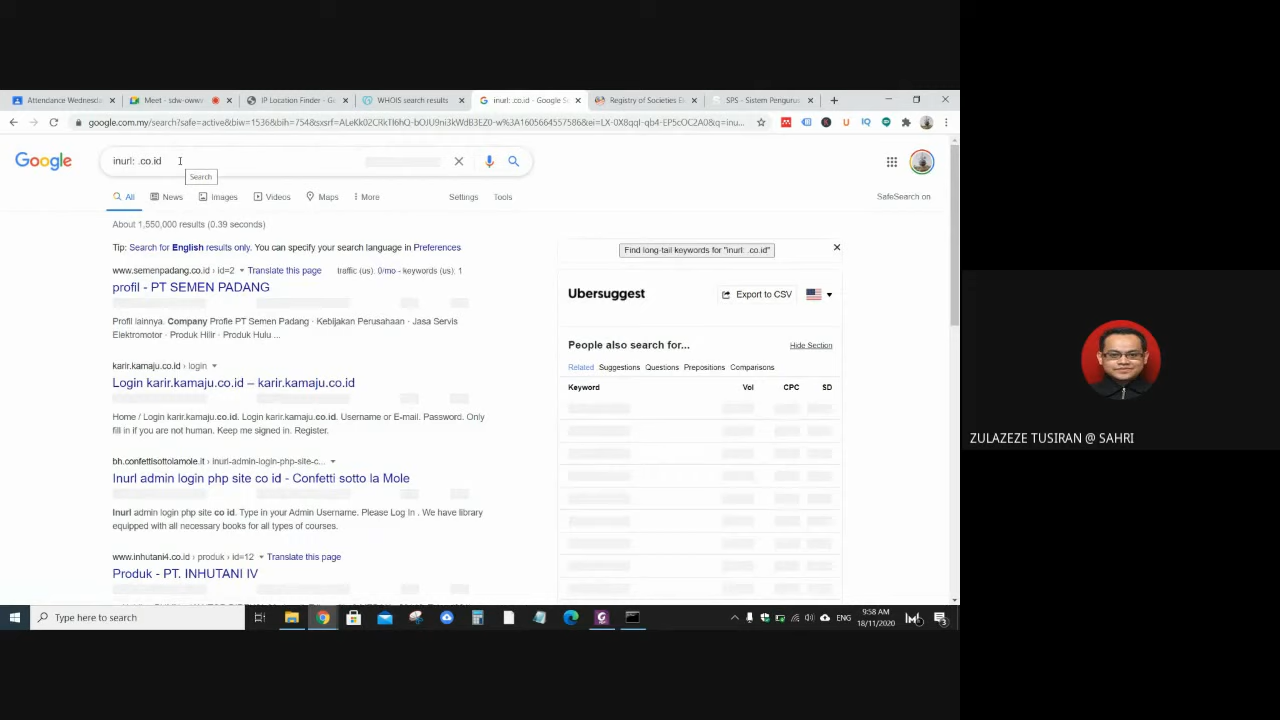 Attendance Wednesda
Meet - sdw-oww
IP Location Finder - Ge
WHOIS search results
inurl: .co.id - Google S
Registry of Societies E
SPS - Sistem Pengurus
google.com.my/search?safe=active&biw=1536&bih=754&sxsrf=ALeKk02CRkTl6hQ-bOJU9ni3kWdB3EZ0-w%3A1605664557586&ei=LX-0X8qql-qb4-EP5cOC2A0&q=inu...
Google
inurl: .co.id
Search
All
News
Images
Videos
Maps
More
Settings
Tools
SafeSearch on
About 1,550,000 results (0.39 seconds)
Tip: Search for English results only. You can specify your search language in Preferences
www.semenpadang.co.id › id=2
Translate this page
traffic (us): 0/mo - keywords (us): 1
profil - PT SEMEN PADANG
Profil lainnya. Company Profie PT Semen Padang · Kebijakan Perusahaan · Jasa Servis
Elektromotor · Produk Hilir · Produk Hulu ...
karir.kamaju.co.id › login
Login karir.kamaju.co.id – karir.kamaju.co.id
Home / Login karir.kamaju.co.id. Login karir.kamaju.co.id. Username or E-mail. Password. Only
fill in if you are not human. Keep me signed in. Register.
bh.confettisottolamole.it › inurl-admin-login-php-site-c...
Inurl admin login php site co id - Confetti sotto la Mole
Inurl admin login php site co id. Type in your Admin Username. Please Log In . We have library
equipped with all necessary books for all types of courses.
www.inhutani4.co.id › produk › id=12
Translate this page
Produk - PT. INHUTANI IV
Find long-tail keywords for "inurl: .co.id"
Ubersuggest
Export to CSV
People also search for...
Hide Section
Related
Suggestions
Questions
Prepositions
Comparisons
Keyword
Vol
CPC
SD
Type here to search
ENG
9:58 AM
18/11/2020
ZULAZEZE TUSIRAN @ SAHRI